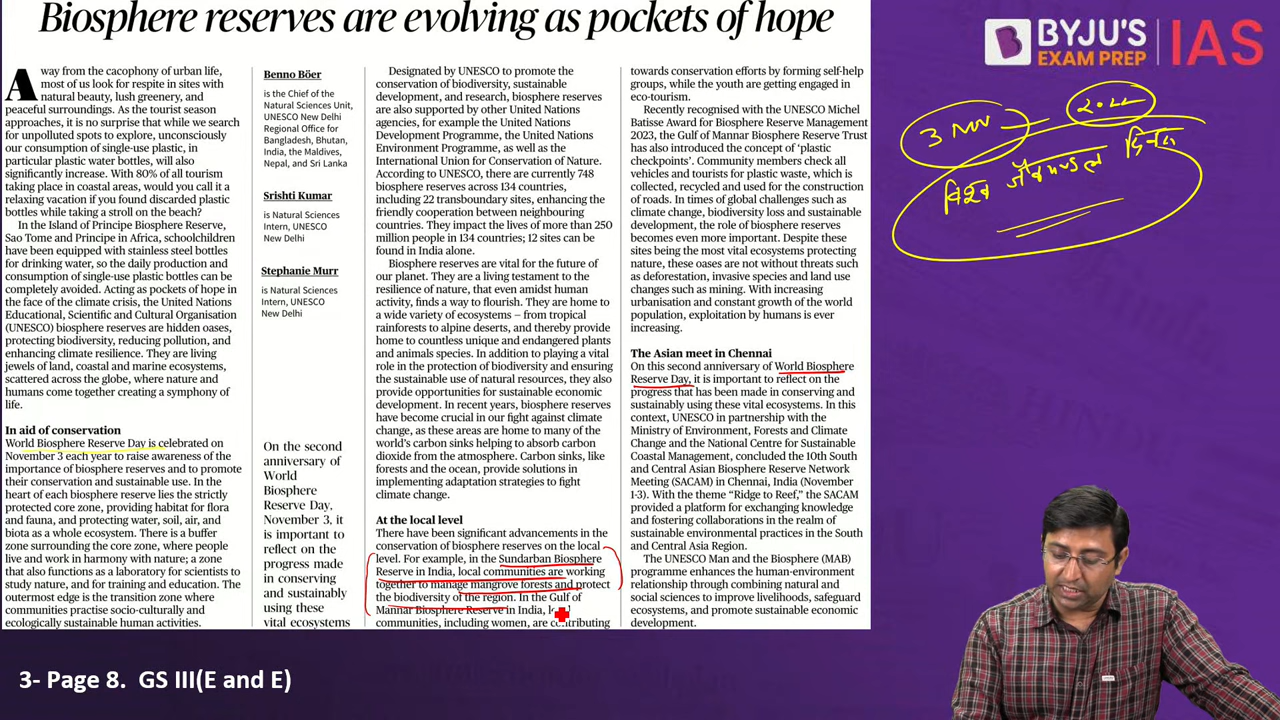 Biosphere reserves are evolving as pockets of hope
Away from the cacophony of urban life,
most of us look for respite in sites with
natural beauty, lush greenery, and
peaceful surroundings. As the tourist season
approaches, it is no surprise that while we search
for unpolluted spots to explore, unconsciously
our consumption of single-use plastic, in
particular plastic water bottles, will also
significantly increase. With 80% of all tourism
taking place in coastal areas, would you call it a
relaxing vacation if you found discarded plastic
bottles while taking a stroll on the beach?
In the Island of Principe Biosphere Reserve,
Sao Tome and Principe in Africa, schoolchildren
have been equipped with stainless steel bottles
for drinking water, so the daily production and
consumption of single-use plastic bottles can be
completely avoided. Acting as pockets of hope in
the face of the climate crisis, the United Nations
Educational, Scientific and Cultural Organisation
(UNESCO) biosphere reserves are hidden oases,
protecting biodiversity, reducing pollution, and
enhancing climate resilience. They are living
jewels of land, coastal and marine ecosystems,
scattered across the globe, where nature and
humans come together creating a symphony of
life.
In aid of conservation
World Biosphere Reserve Day is celebrated on
November 3 each year to raise awareness of the
importance of biosphere reserves and to promote
their conservation and sustainable use. In the
heart of each biosphere reserve lies the strictly
protected core zone, providing habitat for flora
and fauna, and protecting water, soil, air, and
biota as a whole ecosystem. There is a buffer
zone surrounding the core zone, where people
live and work in harmony with nature; a zone
that also functions as a laboratory for scientists to
study nature, and for training and education. The
outermost edge is the transition zone where
communities practise socio-culturally and
ecologically sustainable human activities.
Benno Böer
is the Chief of the
Natural Sciences Unit,
UNESCO New Delhi
Regional Office for
Bangladesh, Bhutan,
India, the Maldives,
Nepal, and Sri Lanka
Srishti Kumar
is Natural Sciences
Intern, UNESCO
New Delhi
Stephanie Murr
is Natural Sciences
Intern, UNESCO
New Delhi
On the second
anniversary of
World
Biosphere
Reserve Day,
November 3, it
is important to
reflect on the
progress made
in conserving
and sustainably
using these
vital ecosystems
Designated by UNESCO to promote the
conservation of biodiversity, sustainable
development, and research, biosphere reserves
are also supported by other United Nations
agencies, for example the United Nations
Development Programme, the United Nations
Environment Programme, as well as the
International Union for Conservation of Nature.
According to UNESCO, there are currently 748
biosphere reserves across 134 countries,
including 22 transboundary sites, enhancing the
friendly cooperation between neighbouring
countries. They impact the lives of more than 250
million people in 134 countries; 12 sites can be
found in India alone.
Biosphere reserves are vital for the future of
our planet. They are a living testament to the
resilience of nature, that even amidst human
activity, finds a way to flourish. They are home to
a wide variety of ecosystems — from tropical
rainforests to alpine deserts, and thereby provide
home to countless unique and endangered plants
and animals species. In addition to playing a vital
role in the protection of biodiversity and ensuring
the sustainable use of natural resources, they also
provide opportunities for sustainable economic
development. In recent years, biosphere reserves
have become crucial in our fight against climate
change, as these areas are home to many of the
world's carbon sinks helping to absorb carbon
dioxide from the atmosphere. Carbon sinks, like
forests and the ocean, provide solutions in
implementing adaptation strategies to fight
climate change.
At the local level
There have been significant advancements in the
conservation of biosphere reserves on the local
level. For example, in the Sundarban Biosphere
Reserve in India, local communities are working
together to manage mangrove forests and protect
the biodiversity of the region. In the Gulf of
Mannar Biosphere Reserve in India,
communities, including women, are contributing
towards conservation efforts by forming self-help
groups, while the youth are getting engaged in
eco-tourism.
Recently recognised with the UNESCO Michel
Batisse Award for Biosphere Reserve Management
2023, the Gulf of Mannar Biosphere Reserve Trust
has also introduced the concept of ‘plastic
checkpoints’. Community members check all
vehicles and tourists for plastic waste, which is
collected, recycled and used for the construction
of roads. In times of global challenges such as
climate change, biodiversity loss and sustainable
development, the role of biosphere reserves
becomes even more important. Despite these
sites being the most vital ecosystems protecting
nature, these oases are not without threats such
as deforestation, invasive species and land use
changes such as mining. With increasing
urbanisation and constant growth of the world
population, exploitation by humans is ever
increasing.
The Asian meet in Chennai
On this second anniversary of World Biosphere
Reserve Day, it is important to reflect on the
progress that has been made in conserving and
sustainably using these vital ecosystems. In this
context, UNESCO in partnership with the
Ministry of Environment, Forests and Climate
Change and the National Centre for Sustainable
Coastal Management, concluded the 10th South
and Central Asian Biosphere Reserve Network
Meeting (SACAM) in Chennai, India (November
1-3). With the theme “Ridge to Reef,” the SACAM
provided a platform for exchanging knowledge
and fostering collaborations in the realm of
sustainable environmental practices in the South
and Central Asia Region.
The UNESCO Man and the Biosphere (MAB)
programme enhances the human-environment
relationship through combining natural and
social sciences to improve livelihoods, safeguard
ecosystems, and promote sustainable economic
development.
BYJU'S
EXAM PREP
IAS
3 Nov
2022
विश्व जैवमण्डल दिवस
3- Page 8. GS III(E and E)